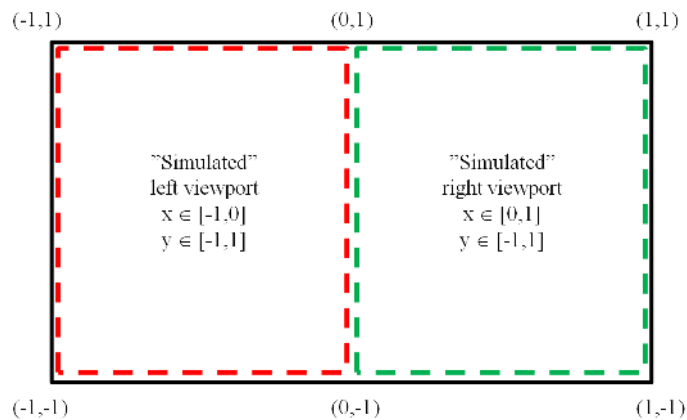 (-1,1) (0,1) (1,1)
”Simulated”
left viewport
x ∈ [-1,0]
y ∈ [-1,1]
”Simulated”
right viewport
x ∈ [0,1]
y ∈ [-1,1]
(-1,-1) (0,-1) (1,-1)